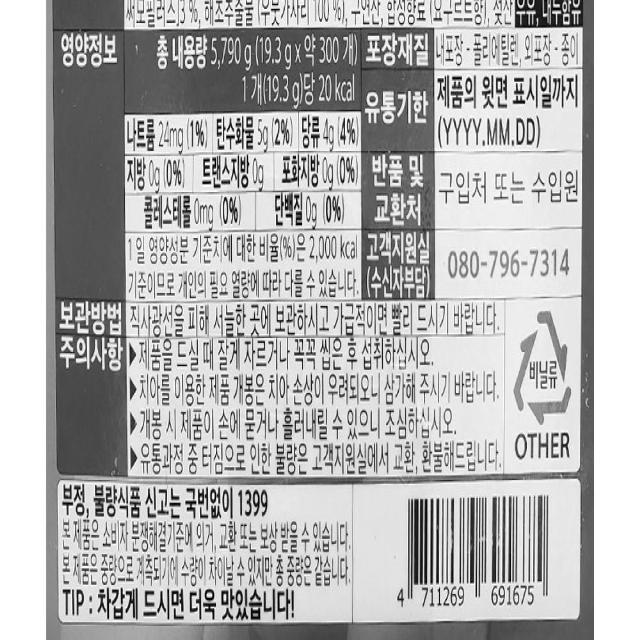 써모필러스3 %, 해조추출물 (우뭇가사리 100 %), 구연산, 합성향료 (요구르트향), 젖산 우유, 대두함유
영양정보
총 내용량 5,790 g (19.3 g x 약 300 개)
1 개(19.3 g)당 20 kcal
나트륨 24mg (1%) 탄수화물 5g (2%) 당류 4g (4%)
지방 0g (0%) 트랜스지방 0g 포화지방 0g (0%)
콜레스테롤 0mg (0%) 단백질 0g (0%)
1 일 영양성분 기준치에 대한 비율(%)은 2,000 kcal
기준이므로 개인의 필요 열량에 따라 다를 수 있습니다.
포장재질 내포장 - 폴리에틸렌, 외포장 - 종이
유통기한 제품의 윗면 표시일까지
(YYYY.MM.DD)
반품 및
교환처
구입처 또는 수입원
고객지원실
(수신자부담)
080-796-7314
보관방법
주의사항
직사광선을 피해 서늘한 곳에 보관하시고 가급적이면 빨리 드시기 바랍니다.
▶제품을 드실 때 잘게 자르거나 꼭꼭 씹은 후 섭취하십시오.
▶치아를 이용한 제품 개봉은 치아 손상이 우려되오니 삼가해 주시기 바랍니다.
▶개봉 시 제품이 손에 묻거나 흘러내릴 수 있으니 조심하십시오.
▶유통과정 중 터짐으로 인한 불량은 고객지원실에서 교환, 환불해드립니다.
비닐류
OTHER
부정, 불량식품 신고는 국번없이 1399
본 제품은 소비자 분쟁해결기준에 의거, 교환 또는 보상 받을 수 있습니다.
본 제품은 중량으로 계측되기에 수량이 차이날 수 있지만 총 중량은 같습니다.
TIP : 차갑게 드시면 더욱 맛있습니다!
4 711269 691675